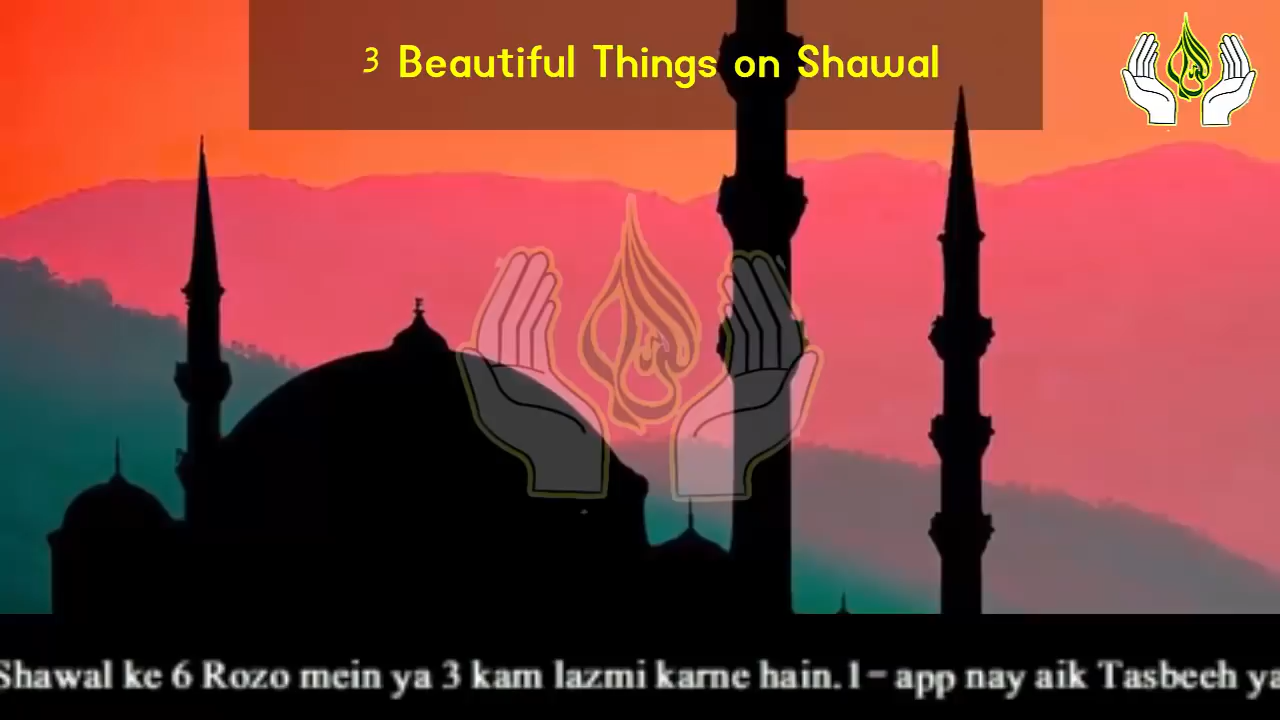 3 Beautiful Things on Shawal
Shawal ke 6 Rozo mein ya 3 kam lazmi karne hain.1- app nay aik Tasbeeh ya